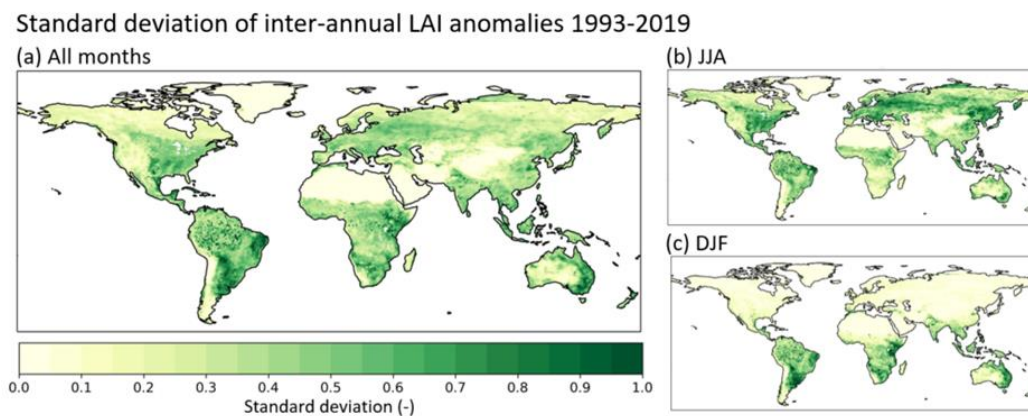 Standard deviation of inter-annual LAI anomalies 1993-2019
(a) All months
(b) JJA
(c) DJF
0.0 0.1 0.2 0.3 0.4 0.5 0.6 0.7 0.8 0.9 1.0
Standard deviation (-)